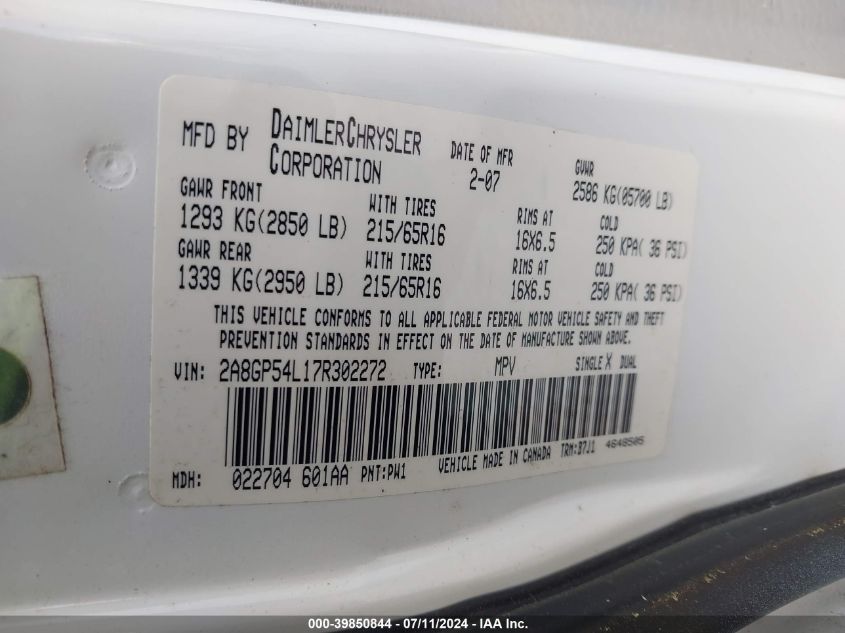 MFD BY DAIMLERCHRYSLER CORPORATION
DATE OF MFR 2-07
GVWR 2586 KG(05700 LB)
GAWR FRONT WITH TIRES RIMS AT COLD
1293 KG(2850 LB) 215/65R16 16X6.5 250 KPA( 36 PSI)
GAWR REAR WITH TIRES RIMS AT COLD
1339 KG(2950 LB) 215/65R16 16X6.5 250 KPA( 36 PSI)
THIS VEHICLE CONFORMS TO ALL APPLICABLE FEDERAL MOTOR VEHICLE SAFETY AND THEFT
PREVENTION STANDARDS IN EFFECT ON THE DATE OF MANUFACTURE SHOWN ABOVE.
VIN: 2A8GP54L17R302272 TYPE: MPV SINGLE X DUAL
MDH: 022704 601AA PNT:PW1 VEHICLE MADE IN CANADA TRM:B7J1 4648505
000-39850844 / 07/11/2024 - IAAI.com.